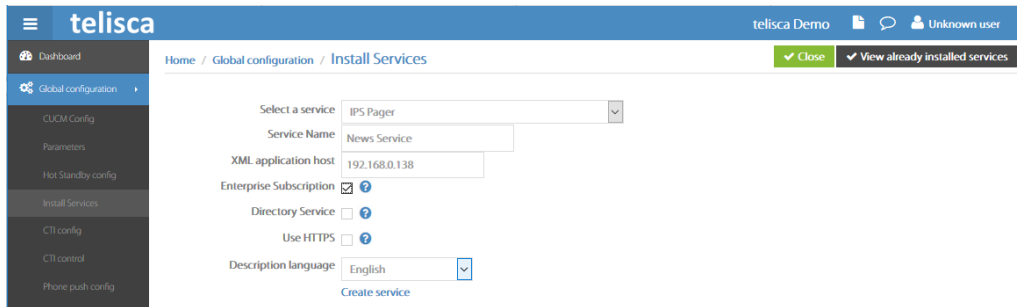 telisca
telisca Demo
Unknown user
Dashboard
Home / Global configuration / Install Services
Close
View already installed services
Global configuration
CUCM Config
Parameters
Hot Standby config
Install Services
CTI config
CTI control
Phone push config
Select a service IPS Pager
Service Name News Service
XML application host 192.168.0.138
Enterprise Subscription ?
Directory Service ?
Use HTTPS ?
Description language English
Create service